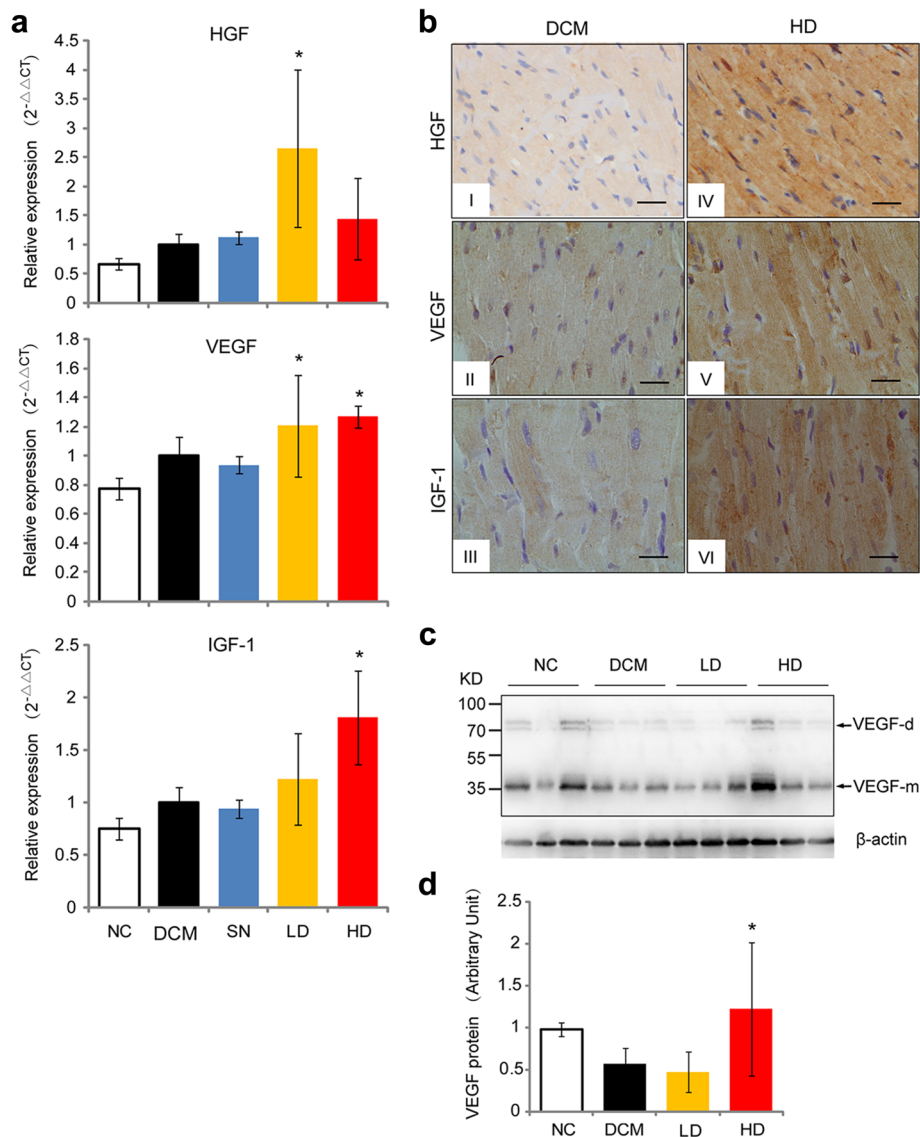 a
HGF
Relative expression (2-△△CT)
4.5
4
3.5
3
2.5
2
1.5
1
0.5
0
*
VEGF
Relative expression (2-△△CT)
1.8
1.6
1.4
1.2
1
0.8
0.6
0.4
0.2
0
* *
IGF-1
Relative expression (2-△△CT)
2.5
2
1.5
1
0.5
0
*
NC DCM SN LD HD
b
DCM HD
HGF
I IV
VEGF
II V
IGF-1
III VI
c
NC DCM LD HD
KD
100
70
55
35
VEGF-d
VEGF-m
β-actin
d
VEGF protein (Arbitrary Unit)
2.5
2
1.5
1
0.5
0
*
NC DCM LD HD